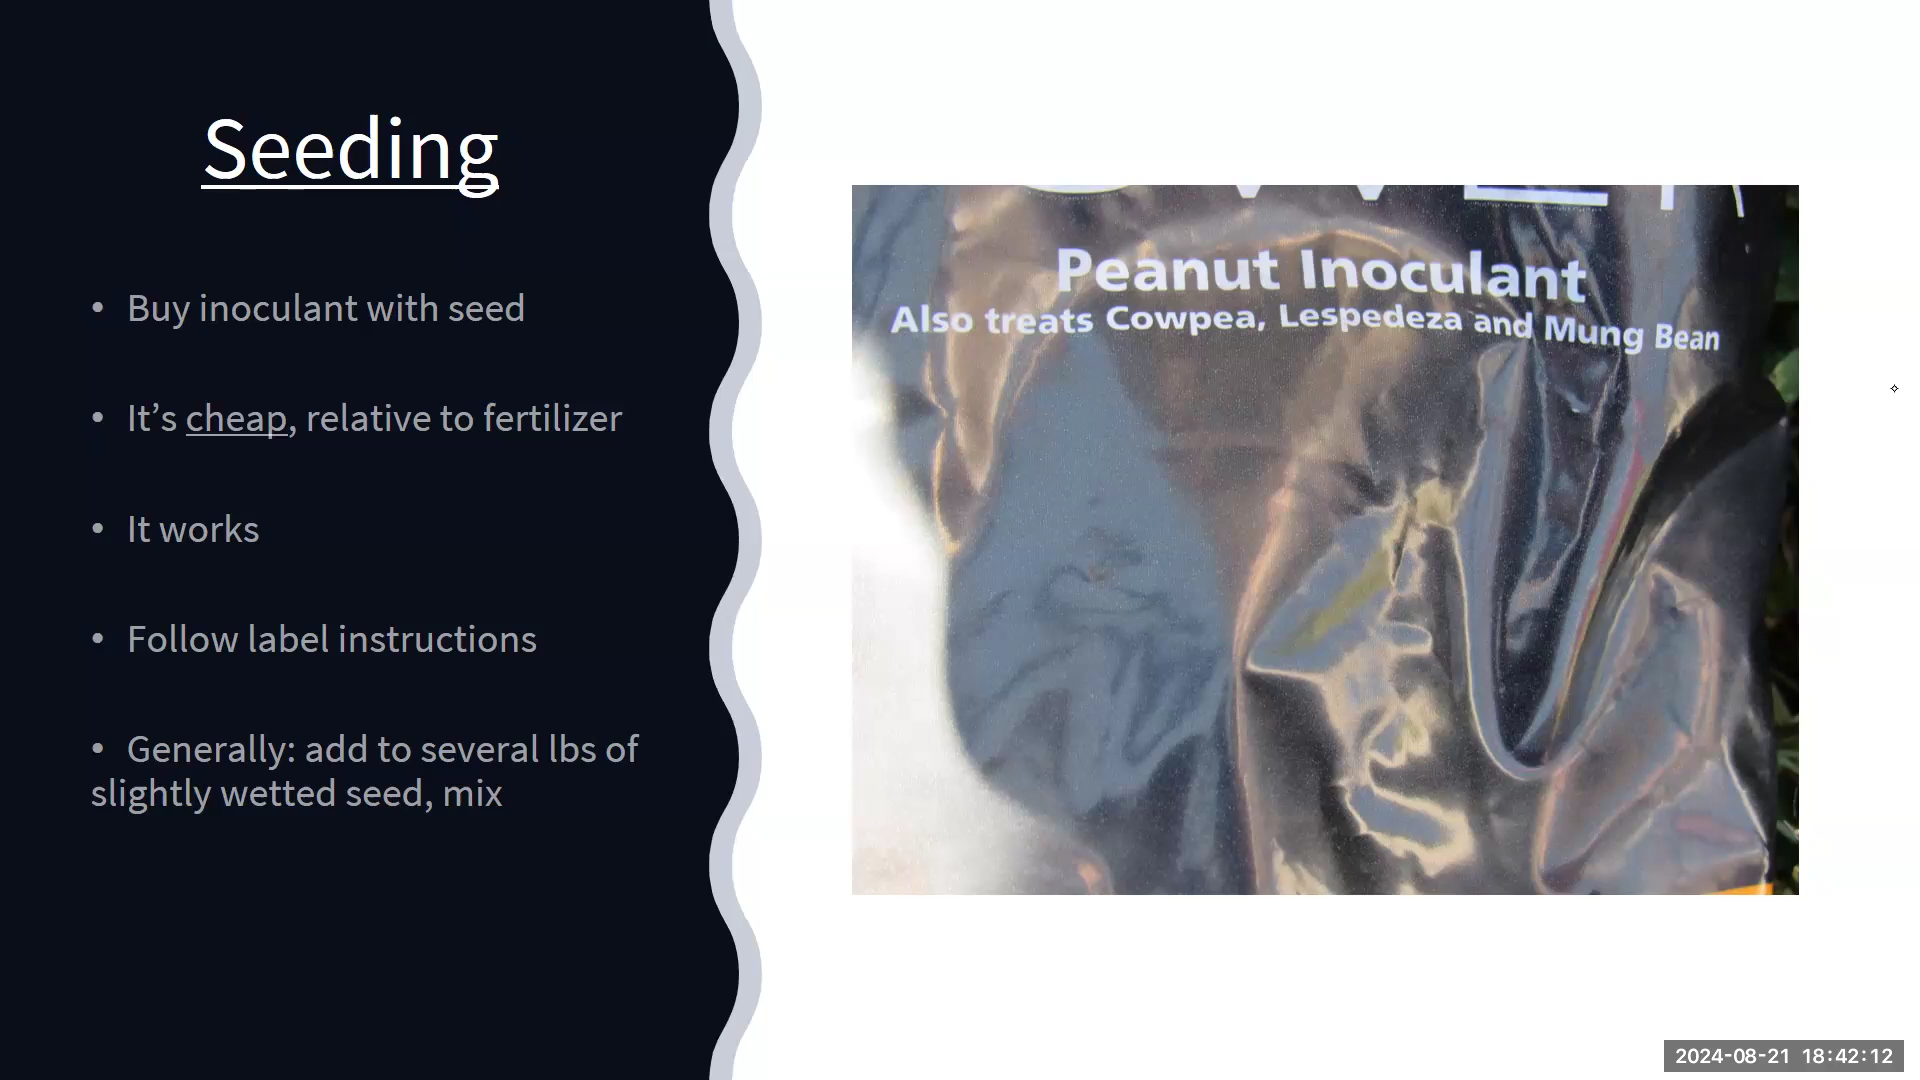 Seeding
• Buy inoculant with seed
• It’s cheap, relative to fertilizer
• It works
• Follow label instructions
• Generally: add to several lbs of
slightly wetted seed, mix
Peanut Inoculant
Also treats Cowpea, Lespedeza and Mung Bean
2024-08-21 18:42:12